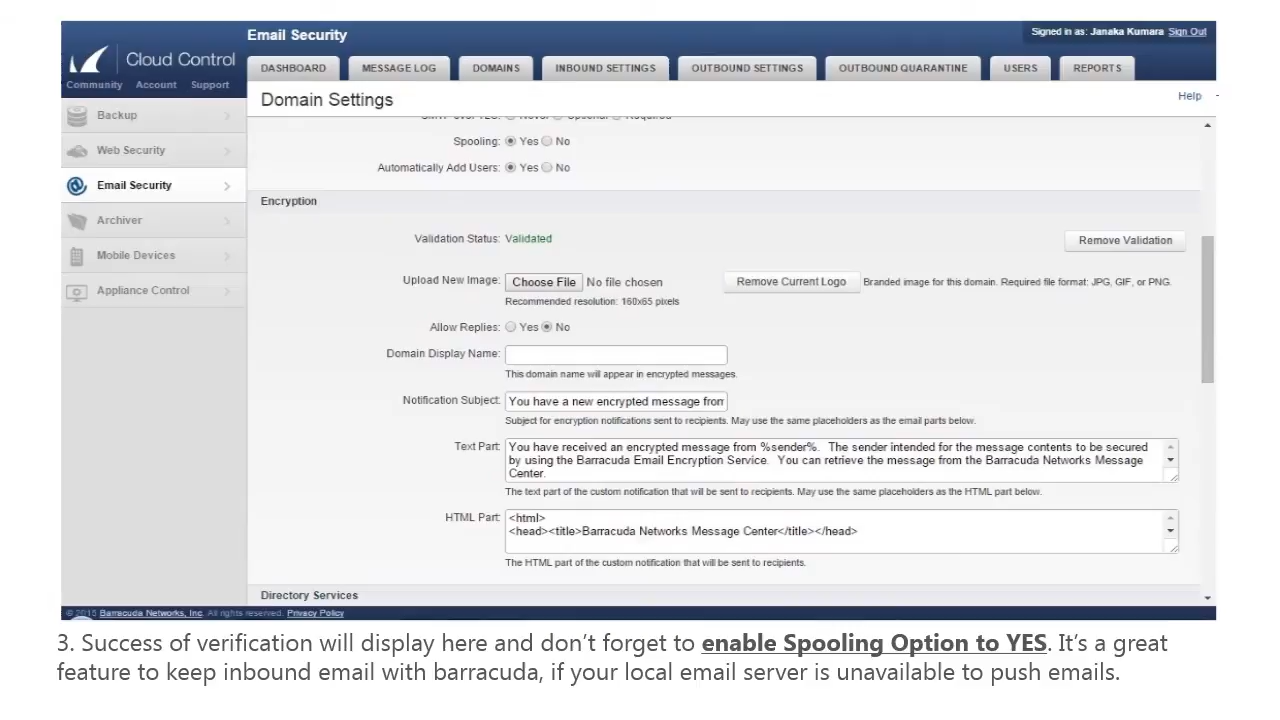 Email Security
Signed in as: Janaka Kumara Sign Out
Cloud Control
Community Account Support
DASHBOARD MESSAGE LOG DOMAINS INBOUND SETTINGS OUTBOUND SETTINGS OUTBOUND QUARANTINE USERS REPORTS
Domain Settings
Help
Backup
Web Security
Email Security
Archiver
Mobile Devices
Appliance Control
Spooling: Yes No
Automatically Add Users: Yes No
Encryption
Validation Status: Validated
Remove Validation
Upload New Image: Choose File No file chosen
Remove Current Logo Branded image for this domain. Required file format: JPG, GIF, or PNG.
Recommended resolution: 160x65 pixels
Allow Replies: Yes No
Domain Display Name:
This domain name will appear in encrypted messages.
Notification Subject: You have a new encrypted message from
Subject for encryption notifications sent to recipients. May use the same placeholders as the email parts below.
Text Part: You have received an encrypted message from %sender%. The sender intended for the message contents to be secured
by using the Barracuda Email Encryption Service. You can retrieve the message from the Barracuda Networks Message
Center.
The text part of the custom notification that will be sent to recipients. May use the same placeholders as the HTML part below.
HTML Part: <html>
<head><title>Barracuda Networks Message Center</title></head>
The HTML part of the custom notification that will be sent to recipients.
Directory Services
© 2015 Barracuda Networks, Inc. All rights reserved. Privacy Policy
3. Success of verification will display here and don’t forget to enable Spooling Option to YES. It’s a great
feature to keep inbound email with barracuda, if your local email server is unavailable to push emails.